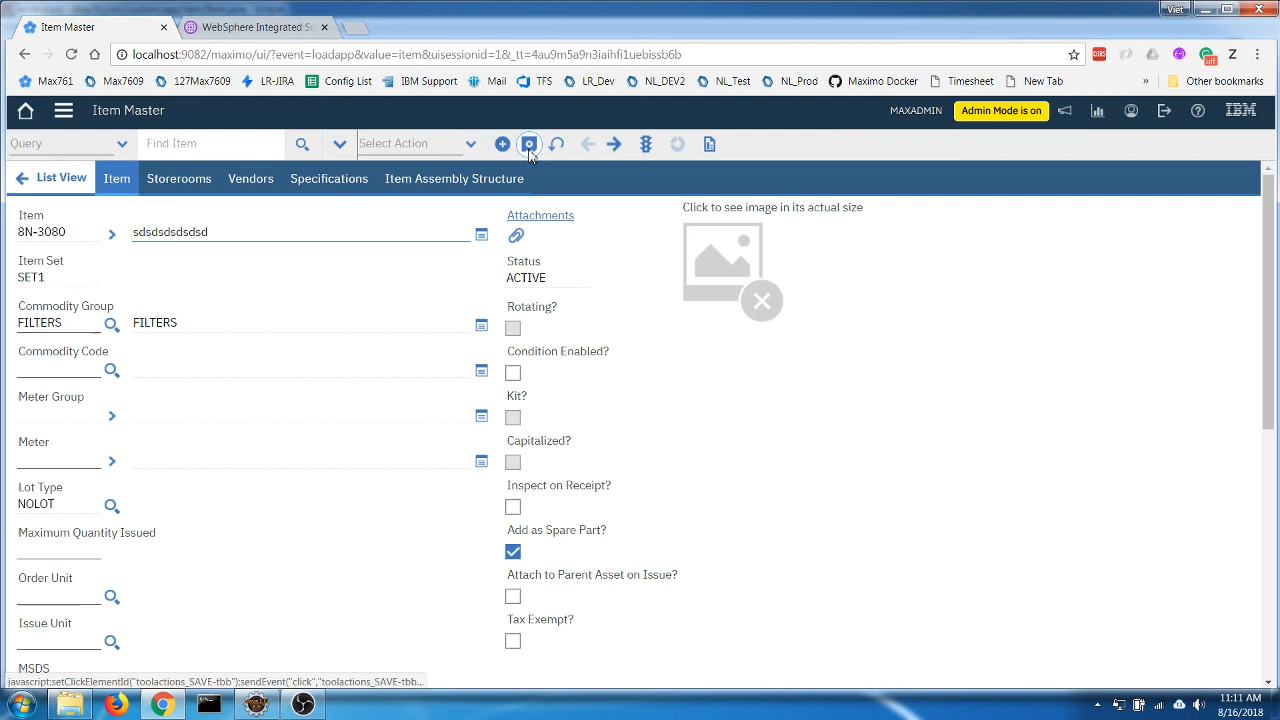 Viet
Item Master
WebSphere Integrated So
localhost:9082/maximo/ui/?event=loadapp&value=item&uisessionid=1&_tt=4au9m5a9n3iaihfi1uebissb6b
CORS
off
Z
Max761
Max7609
127Max7609
LR-JIRA
Config List
IBM Support
Mail
TFS
LR_Dev
NL_DEV2
NL_Test
NL_Prod
Maximo Docker
Timesheet
New Tab
»
Other bookmarks
Item Master
MAXADMIN
Admin Mode is on
IBM
Query
Find Item
Select Action
List View
Item
Storerooms
Vendors
Specifications
Item Assembly Structure
Item
8N-3080
sdsdsdsdsdsd
Attachments
Click to see image in its actual size
Item Set
SET1
Status
ACTIVE
Commodity Group
FILTERS
FILTERS
Rotating?
Commodity Code
Condition Enabled?
Meter Group
Kit?
Meter
Capitalized?
Lot Type
NOLOT
Inspect on Receipt?
Maximum Quantity Issued
Add as Spare Part?
Order Unit
Attach to Parent Asset on Issue?
Issue Unit
Tax Exempt?
MSDS
javascript:setClickElementId("toolactions_SAVE-tbb");sendEvent("click","toolactions_SAVE-tbb...
11:11 AM
8/16/2018